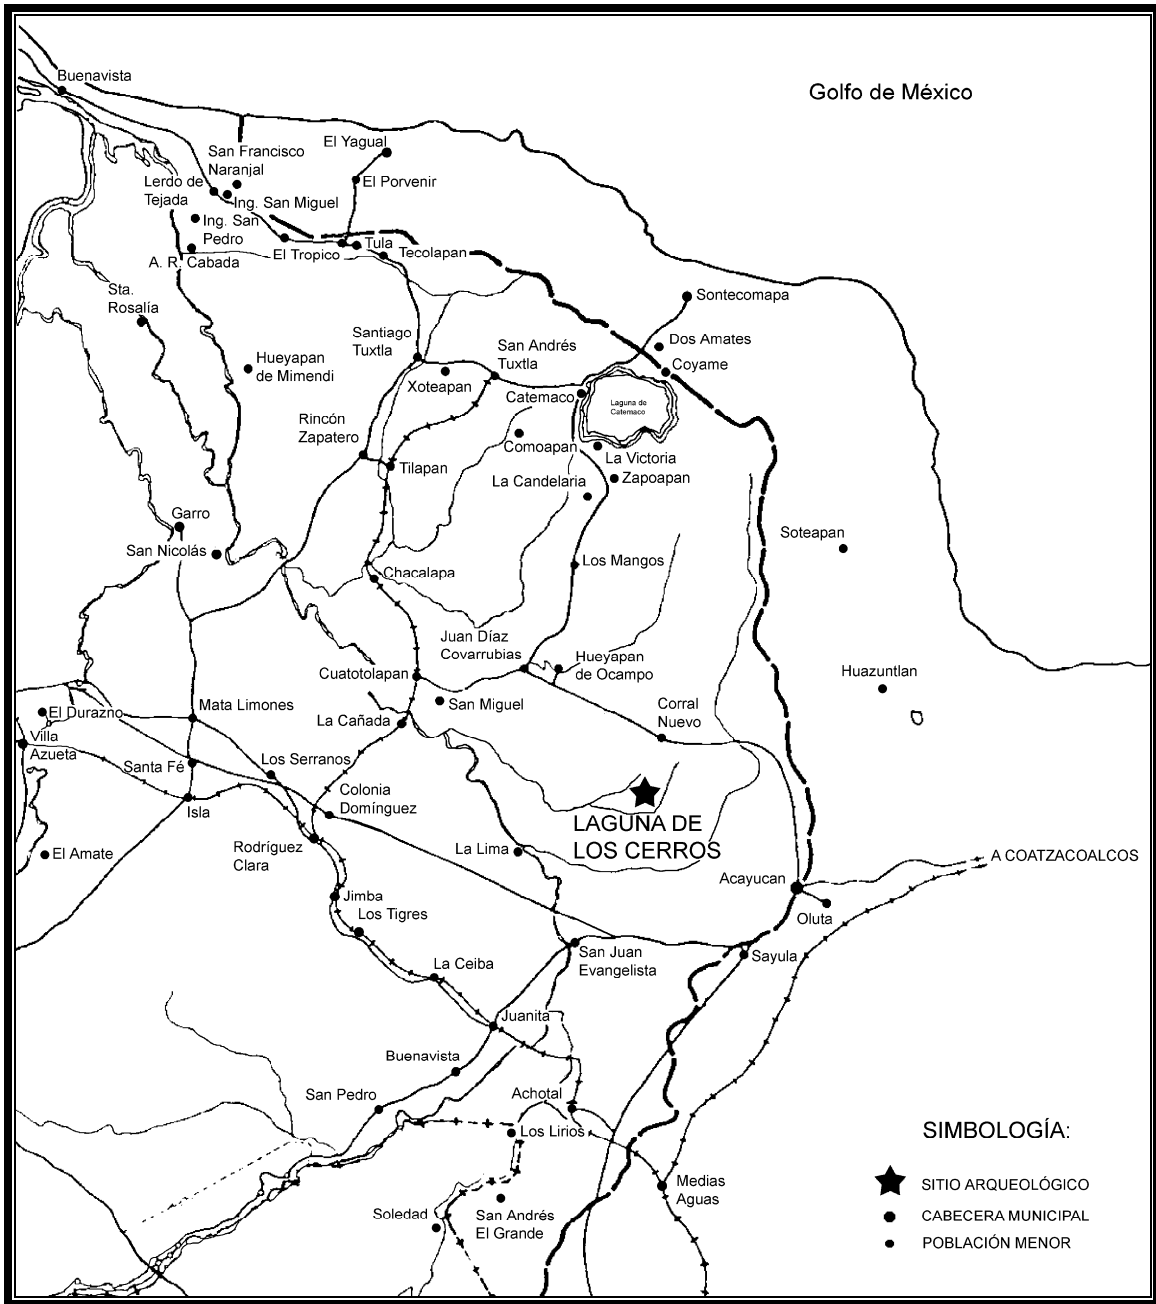 Buenavista
Golfo de México
El Yagual
San Francisco
Naranjal
El Porvenir
Lerdo de
Tejada
Ing. San Miguel
Ing. San
Pedro
Tula
El Tropico
Tecolapan
A. R. Cabada
Sta.
Rosalía
Sontecomapa
Santiago
Tuxtla
San Andrés
Tuxtla
Dos Amates
Coyame
Hueyapan
de Mimendi
Xoteapan
Catemaco
Laguna de
Catemaco
Rincón
Zapatero
Comoapan
La Victoria
Tilapan
La Candelaria
Zapoapan
Garro
San Nicolás
Soteapan
Los Mangos
Chacalapa
Juan Díaz
Covarrubias
Hueyapan
de Ocampo
Cuatotolapan
Huazuntlan
San Miguel
Mata Limones
Corral
Nuevo
El Durazno
La Cañada
Villa
Azueta
Santa Fé
Los Serranos
Colonia
Domínguez
Isla
LAGUNA DE
LOS CERROS
Rodríguez
Clara
La Lima
El Amate
A COATZACOALCOS
Acayucan
Jimba
Los Tigres
Oluta
San Juan
Evangelista
Sayula
La Ceiba
Juanita
Buenavista
San Pedro
Achotal
Los Lirios
Medias
Aguas
Soledad
San Andrés
El Grande
SIMBOLOGÍA:
SITIO ARQUEOLÓGICO
CABECERA MUNICIPAL
POBLACIÓN MENOR